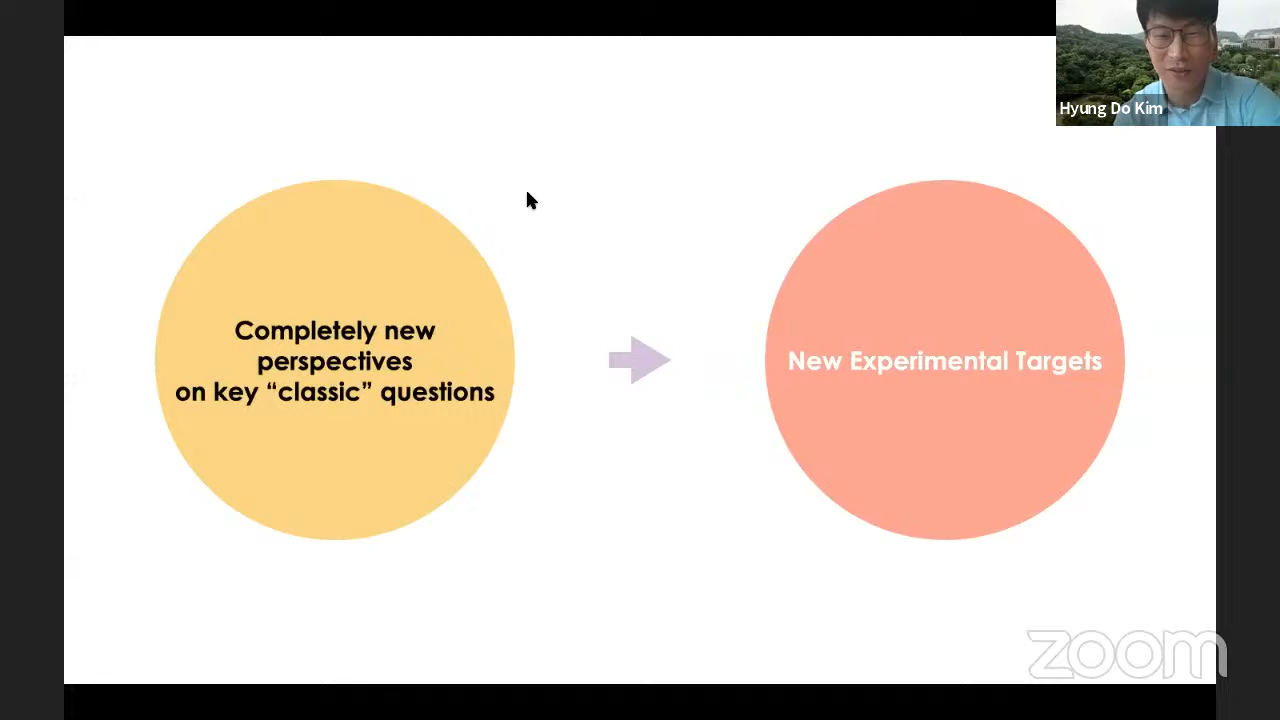 Hyung Do Kim
Completely new
perspectives
on key “classic” questions
New Experimental Targets
zoom